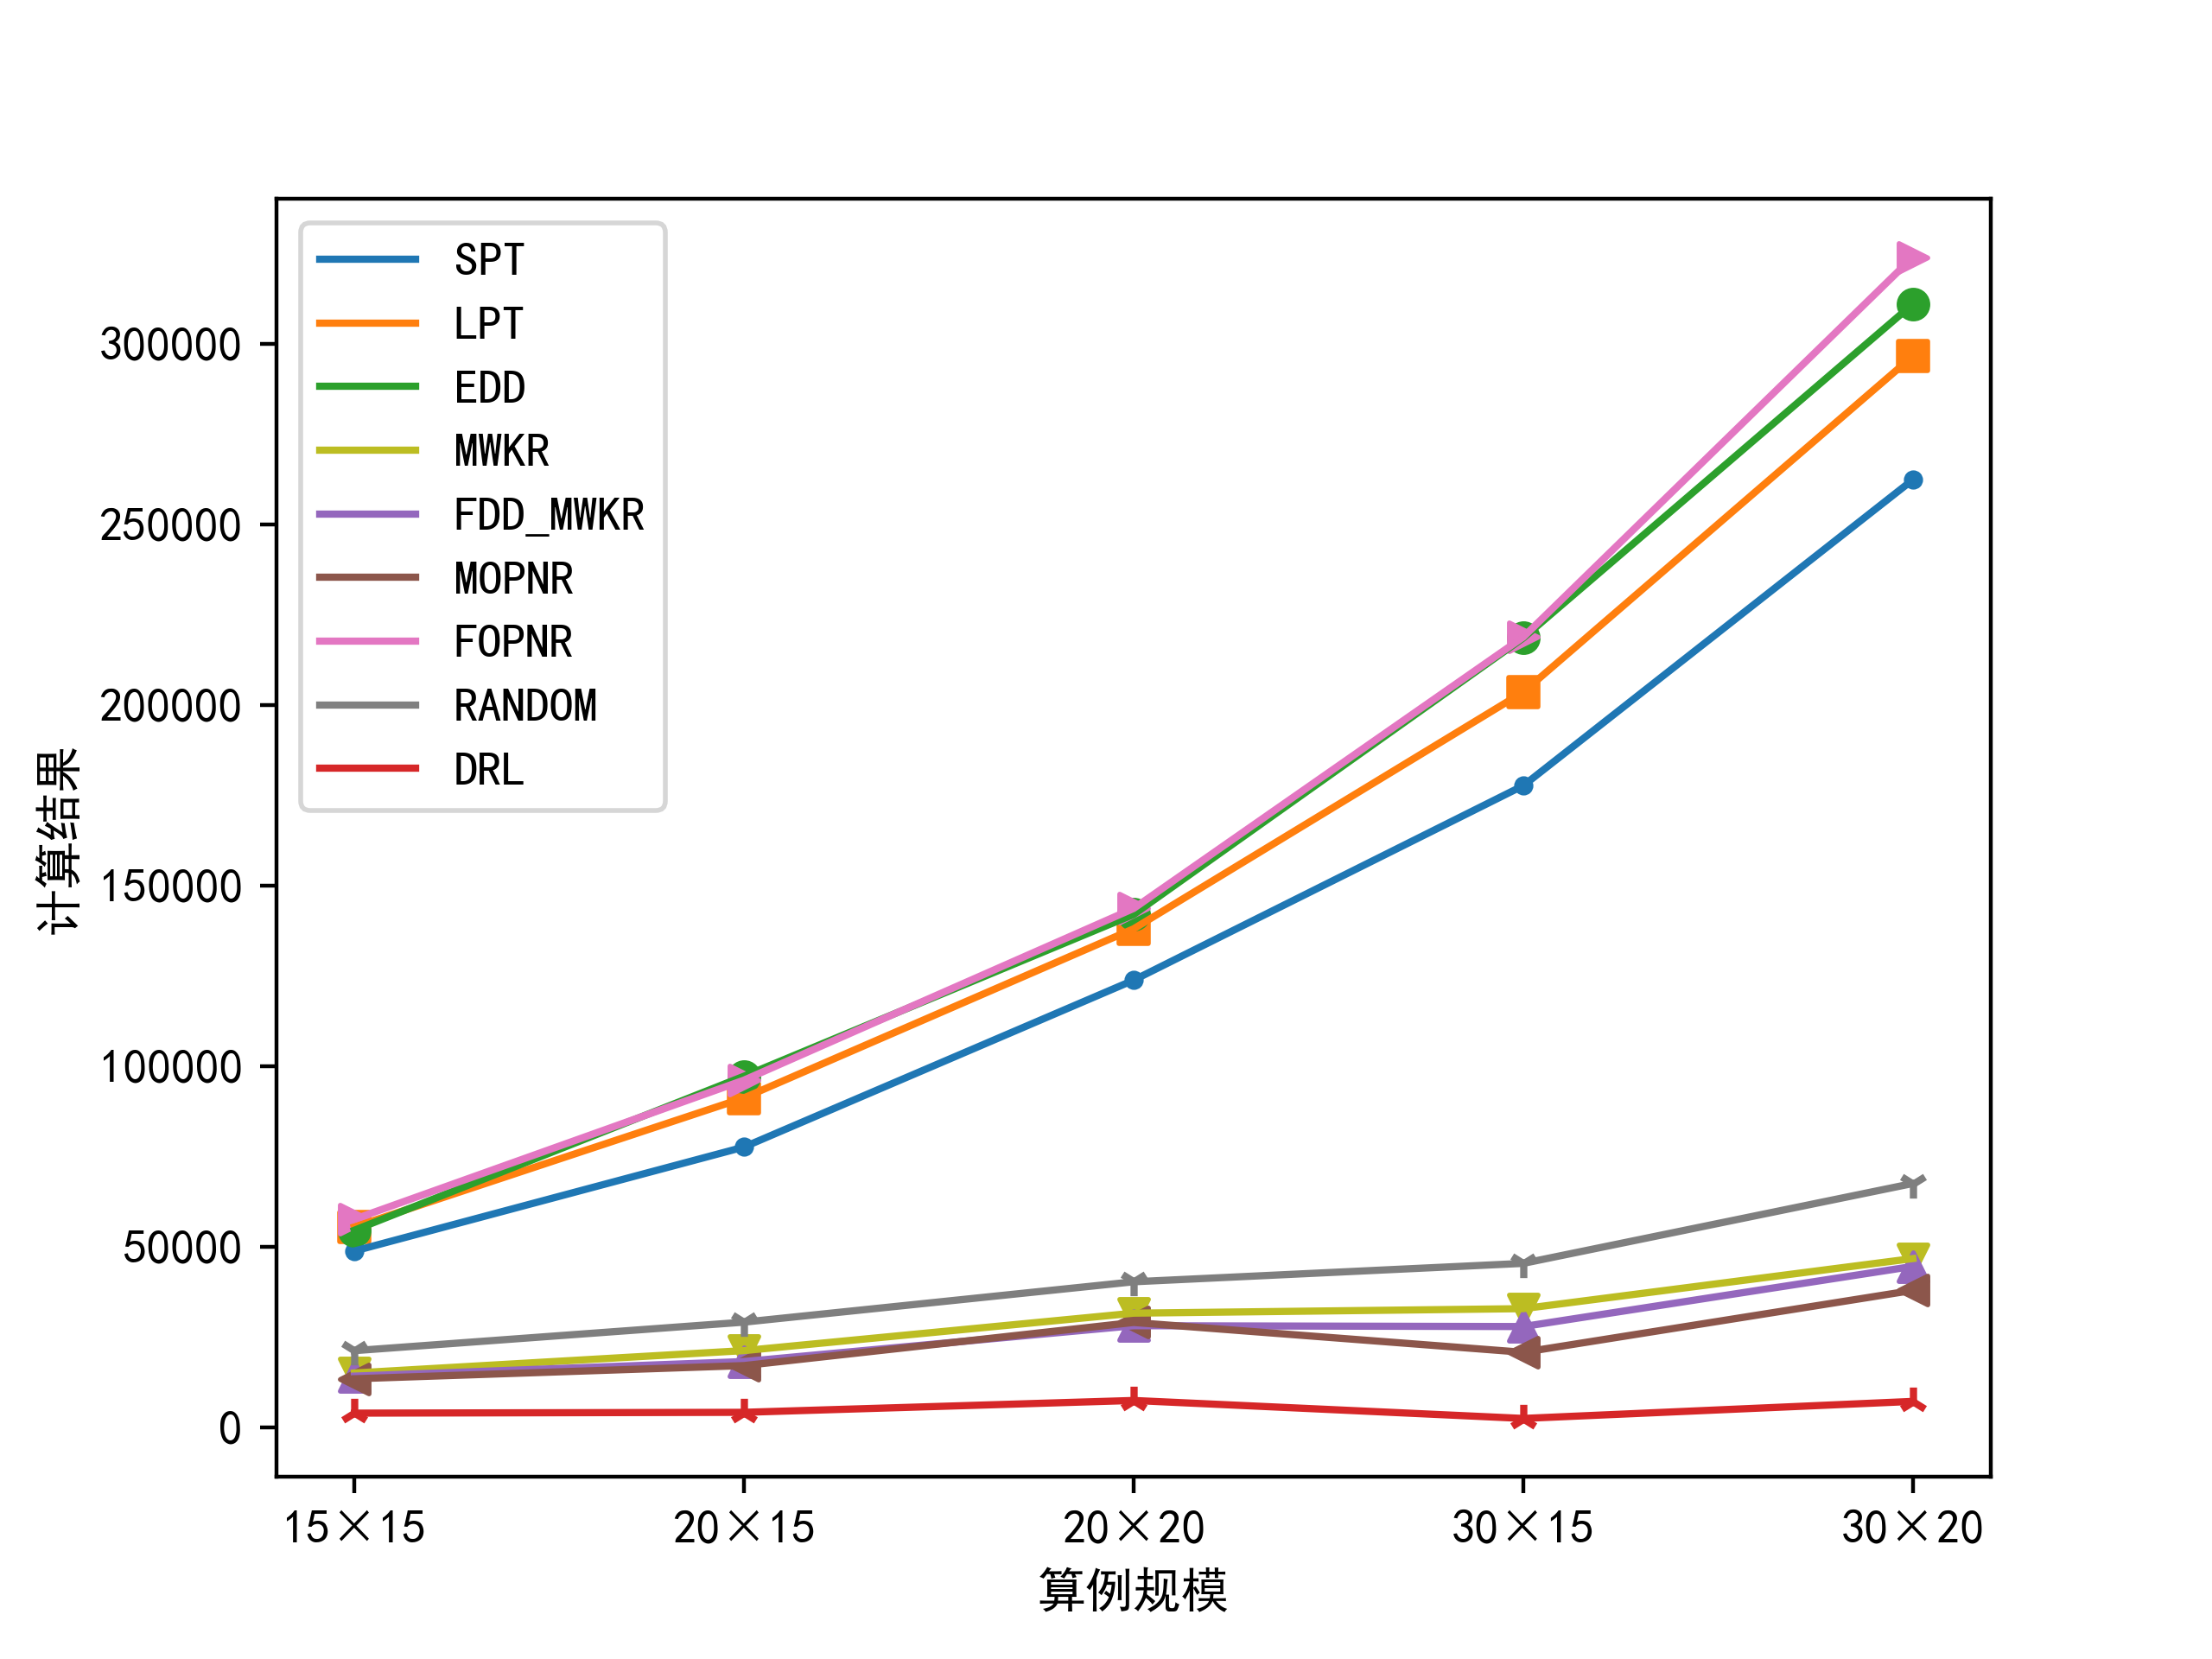 SPT
LPT
EDD
MWKR
FDD_MWKR
MOPNR
FOPNR
RANDOM
DRL
300000
250000
200000
150000
100000
50000
0
计算结果
15×15 20×15 20×20 30×15 30×20
算例规模